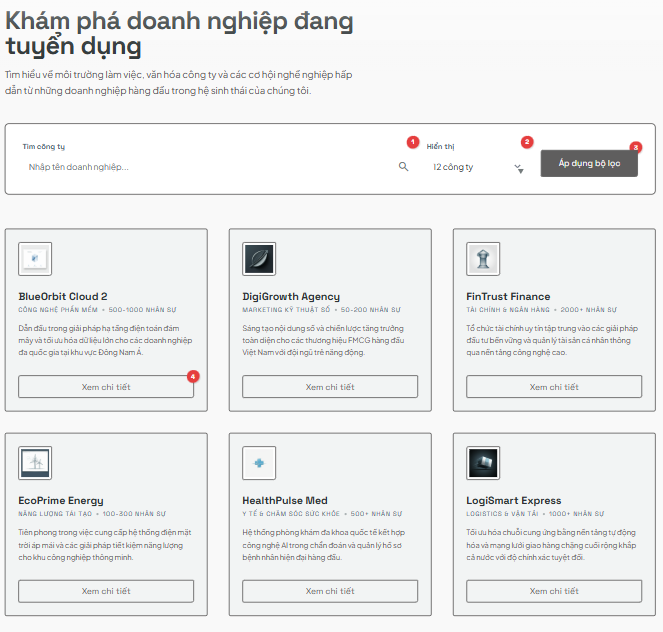 Khám phá doanh nghiệp đang
tuyển dụng
Tìm hiểu về môi trường làm việc, văn hóa công ty và các cơ hội nghề nghiệp hấp
dẫn từ những doanh nghiệp hàng đầu trong hệ sinh thái của chúng tôi.
Tìm công ty 1 Hiển thị 2 3
Nhập tên doanh nghiệp... 12 công ty Áp dụng bộ lọc
BlueOrbit Cloud 2
CÔNG NGHỆ PHẦN MỀM • 500-1000 NHÂN SỰ
Dẫn đầu trong giải pháp hạ tầng điện toán đám
mây và tối ưu hóa dữ liệu lớn cho các doanh nghiệp
đa quốc gia tại khu vực Đông Nam Á.
Xem chi tiết 4
DigiGrowth Agency
MARKETING KỸ THUẬT SỐ • 50-200 NHÂN SỰ
Sáng tạo nội dung số và chiến lược tăng trưởng
toàn diện cho các thương hiệu FMCG hàng đầu
Việt Nam với đội ngũ trẻ năng động.
Xem chi tiết
FinTrust Finance
TÀI CHÍNH & NGÂN HÀNG • 2000+ NHÂN SỰ
Tổ chức tài chính uy tín tập trung vào các giải pháp
đầu tư bền vững và quản lý tài sản cá nhân thông
qua nền tảng công nghệ cao.
Xem chi tiết
EcoPrime Energy
NĂNG LƯỢNG TÁI TẠO • 100-300 NHÂN SỰ
Tiên phong trong việc cung cấp hệ thống điện mặt
trời áp mái và các giải pháp tiết kiệm năng lượng
cho khu công nghiệp thông minh.
Xem chi tiết
HealthPulse Med
Y TẾ & CHĂM SÓC SỨC KHỎE • 500+ NHÂN SỰ
Hệ thống phòng khám đa khoa quốc tế kết hợp
công nghệ AI trong chẩn đoán và quản lý hồ sơ
bệnh nhân hiện đại hàng đầu.
Xem chi tiết
LogiSmart Express
LOGISTICS & VẬN TẢI • 1000+ NHÂN SỰ
Tối ưu hóa chuỗi cung ứng bằng nền tảng tự động
hóa và mạng lưới giao hàng chặng cuối rộng khắp
cả nước với độ chính xác tuyệt đối.
Xem chi tiết